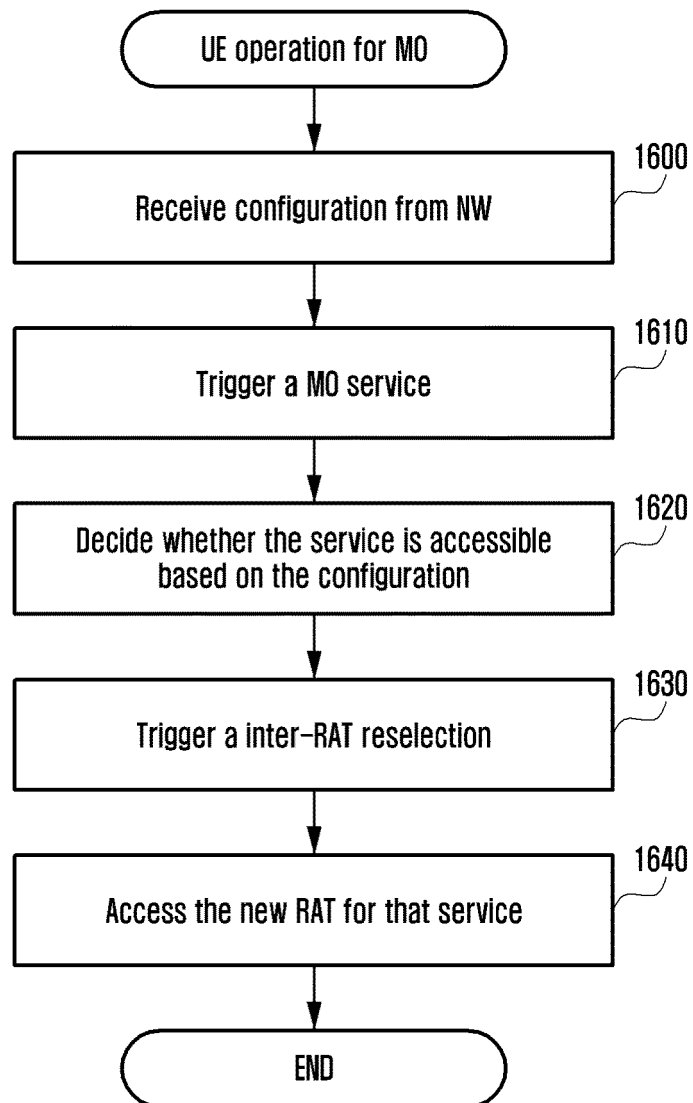 UE operation for MO
1600
Receive configuration from NW
1610
Trigger a MO service
1620
Decide whether the service is accessible
based on the configuration
1630
Trigger a inter-RAT reselection
1640
Access the new RAT for that service
END